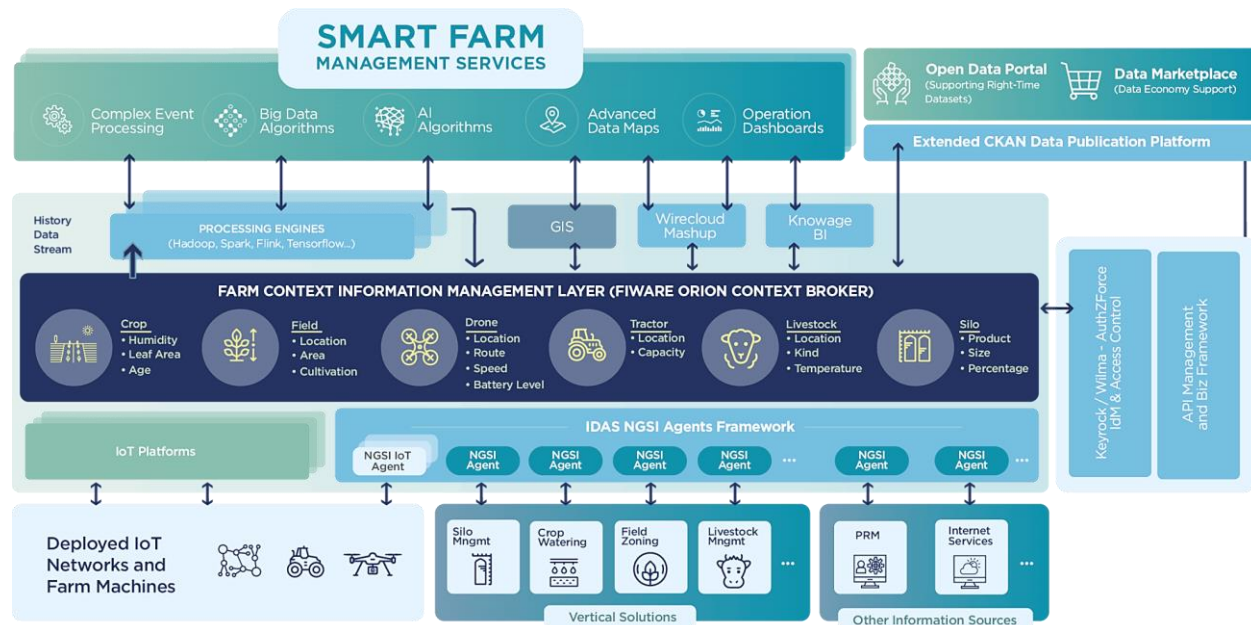 SMART FARM
MANAGEMENT SERVICES
Complex Event
Processing
Big Data
Algorithms
AI
Algorithms
Advanced
Data Maps
Operation
Dashboards
Open Data Portal
(Supporting Right-Time
Datasets)
Data Marketplace
(Data Economy Support)
Extended CKAN Data Publication Platform
History
Data
Stream
PROCESSING ENGINES
(Hadoop, Spark, Flink, Tensorflow...)
GIS
Wirecloud
Mashup
Knowage
BI
FARM CONTEXT INFORMATION MANAGEMENT LAYER (FIWARE ORION CONTEXT BROKER)
Crop
• Humidity
• Leaf Area
• Age
Field
• Location
• Area
• Cultivation
Drone
• Location
• Route
• Speed
• Battery Level
Tractor
• Location
• Capacity
Livestock
• Location
• Kind
• Temperature
Silo
• Product
• Size
• Percentage
Keyrock / Wilma - AuthZForce
IdM & Access Control
API Management
and Biz Framework
IoT Platforms
IDAS NGSI Agents Framework
NGSI IoT
Agent
NGSI
Agent
NGSI
Agent
NGSI
Agent
NGSI
Agent
...
NGSI
Agent
NGSI
Agent
...
Deployed IoT
Networks and
Farm Machines
Silo
Mngmt
Crop
Watering
Field
Zoning
Livestock
Mngmt
...
Vertical Solutions
PRM
Internet
Services
...
Other Information Sources